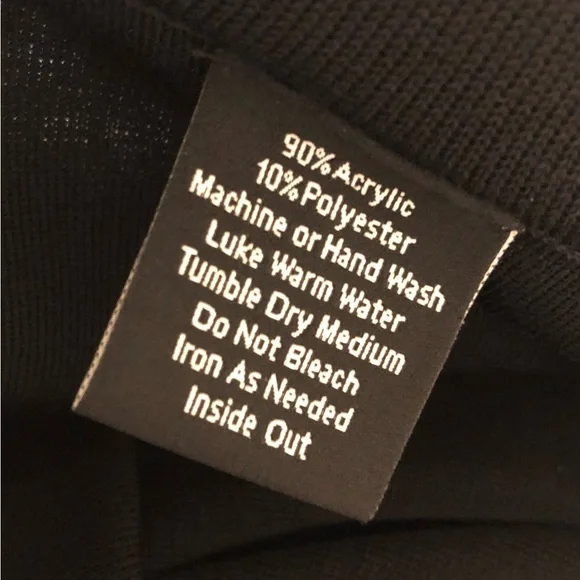 90%Acrylic
10%Polyester
Machine or Hand Wash
Luke Warm Water
Tumble Dry Medium
Do Not Bleach
Iron As Needed
Inside Out